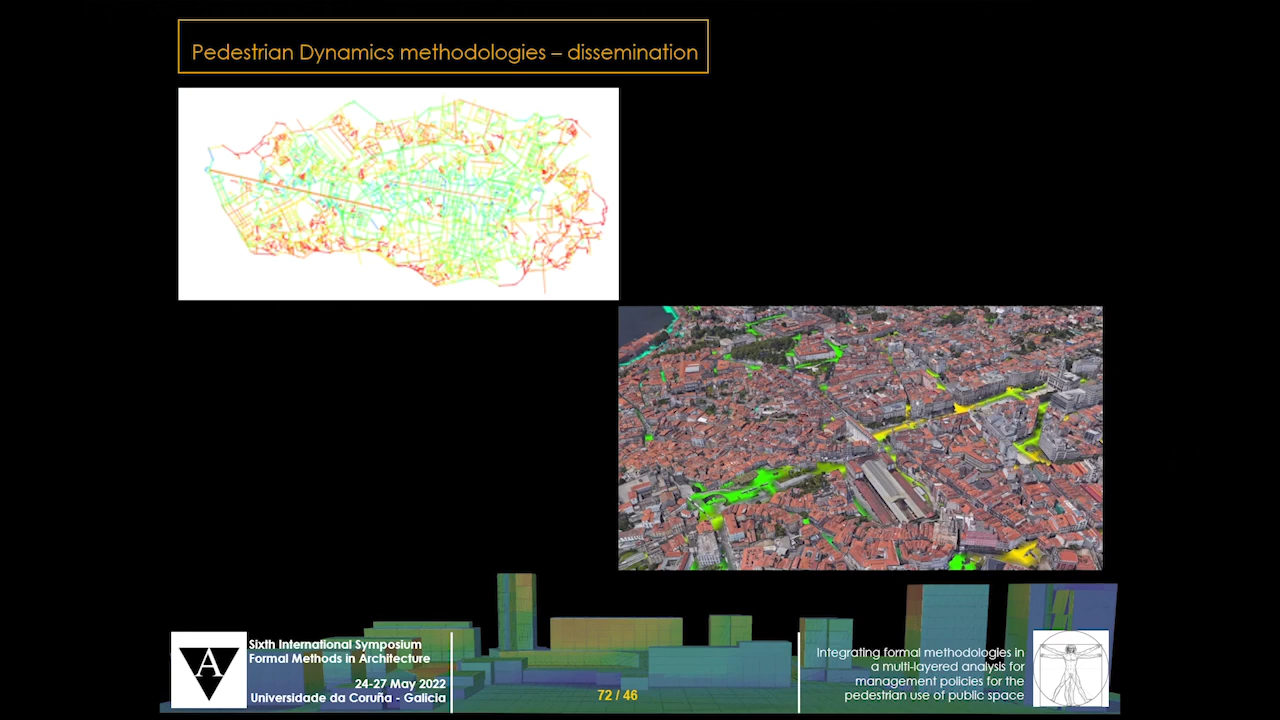 Pedestrian Dynamics methodologies – dissemination
A
Sixth International Symposium
Formal Methods in Architecture
24-27 May 2022
Universidade da Coruña - Galicia
72 / 46
Integrating formal methodologies in
a multi-layered analysis for
management policies for the
pedestrian use of public space